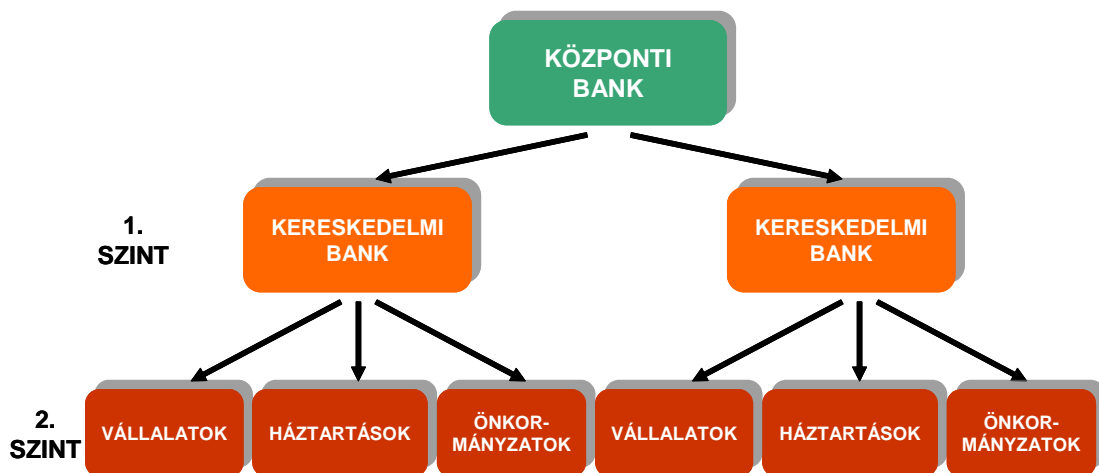 KÖZPONTI
BANK
1.
SZINT
KERESKEDELMI
BANK
KERESKEDELMI
BANK
2.
SZINT
VÁLLALATOK
HÁZTARTÁSOK
ÖNKOR-
MÁNYZATOK
VÁLLALATOK
HÁZTARTÁSOK
ÖNKOR-
MÁNYZATOK